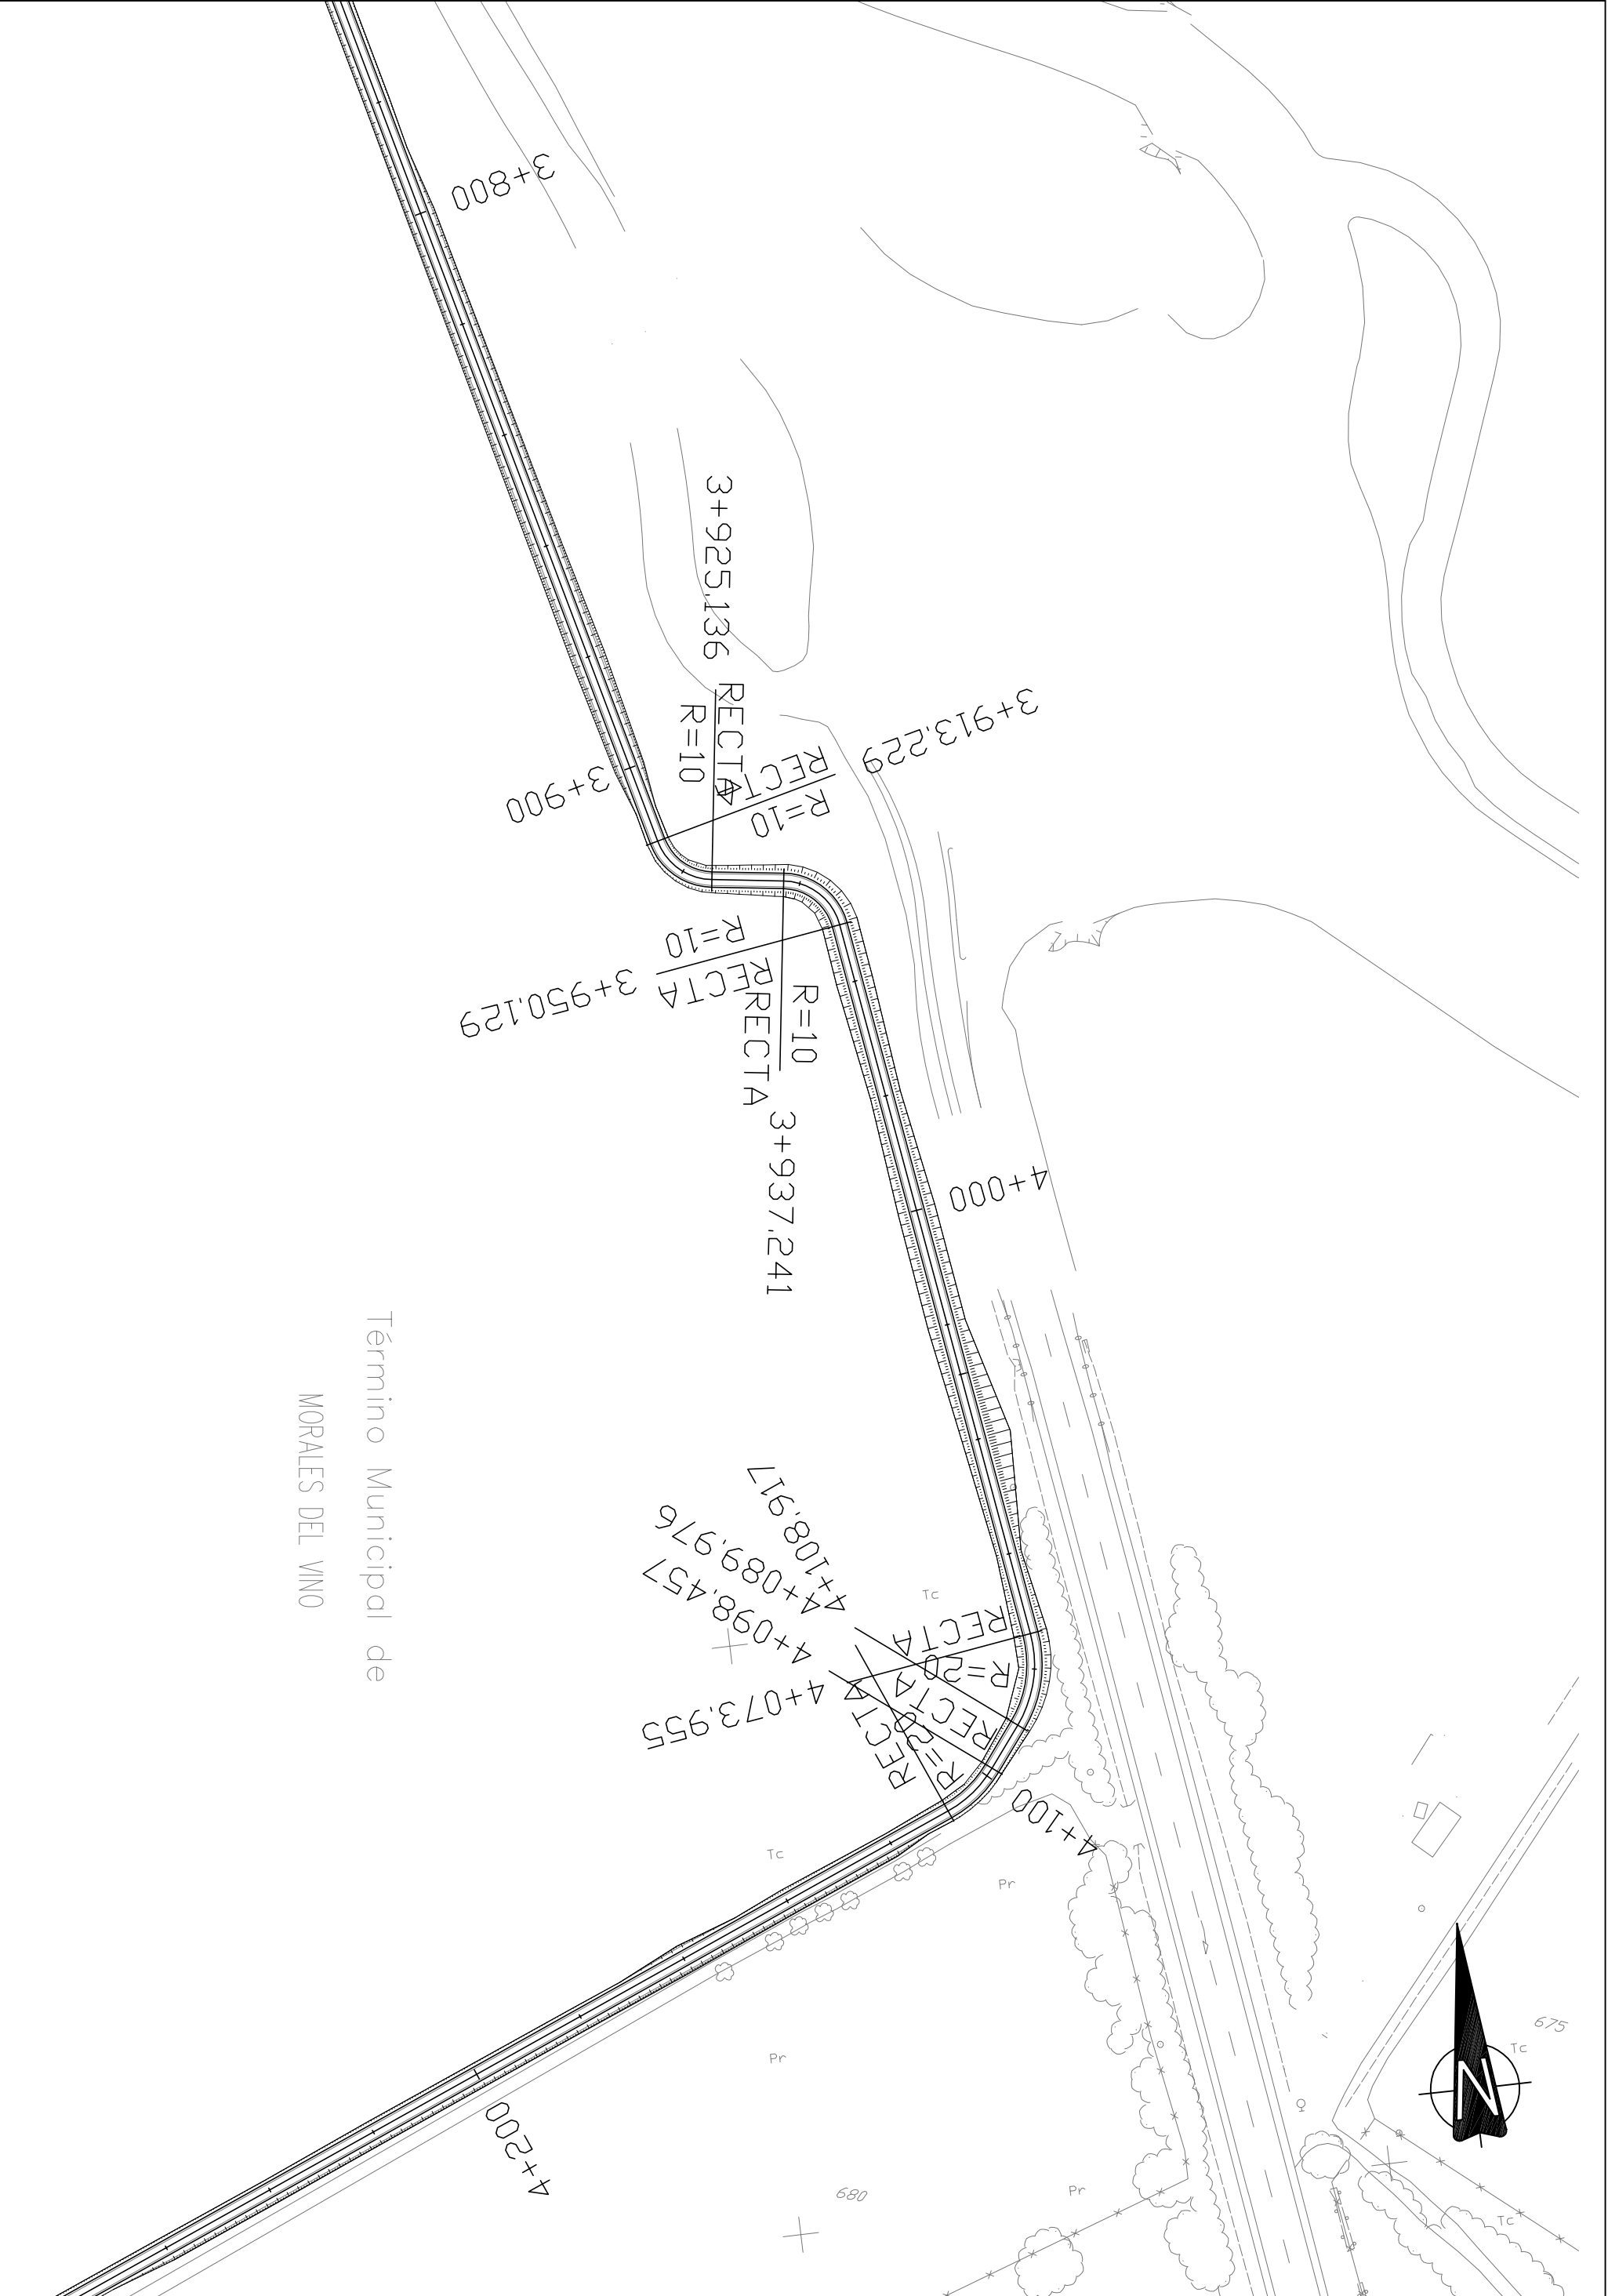 3+800
3+925.136
RECTA
R=10
3+913.229
RECTA
R=10
3+900
R=10
RECTA
3+950.129
R=10
RECTA
3+937.241
4+000
Término Municipal de
MORALES DEL VINO
4+108.917
4+089.976
4+098.457
4+073.955
Tc
RECTA
R=20
RECTA
R=20
RECTA
4+100
Tc
Pr
Pr
4+200
680
Pr
675
Tc
N
Tc